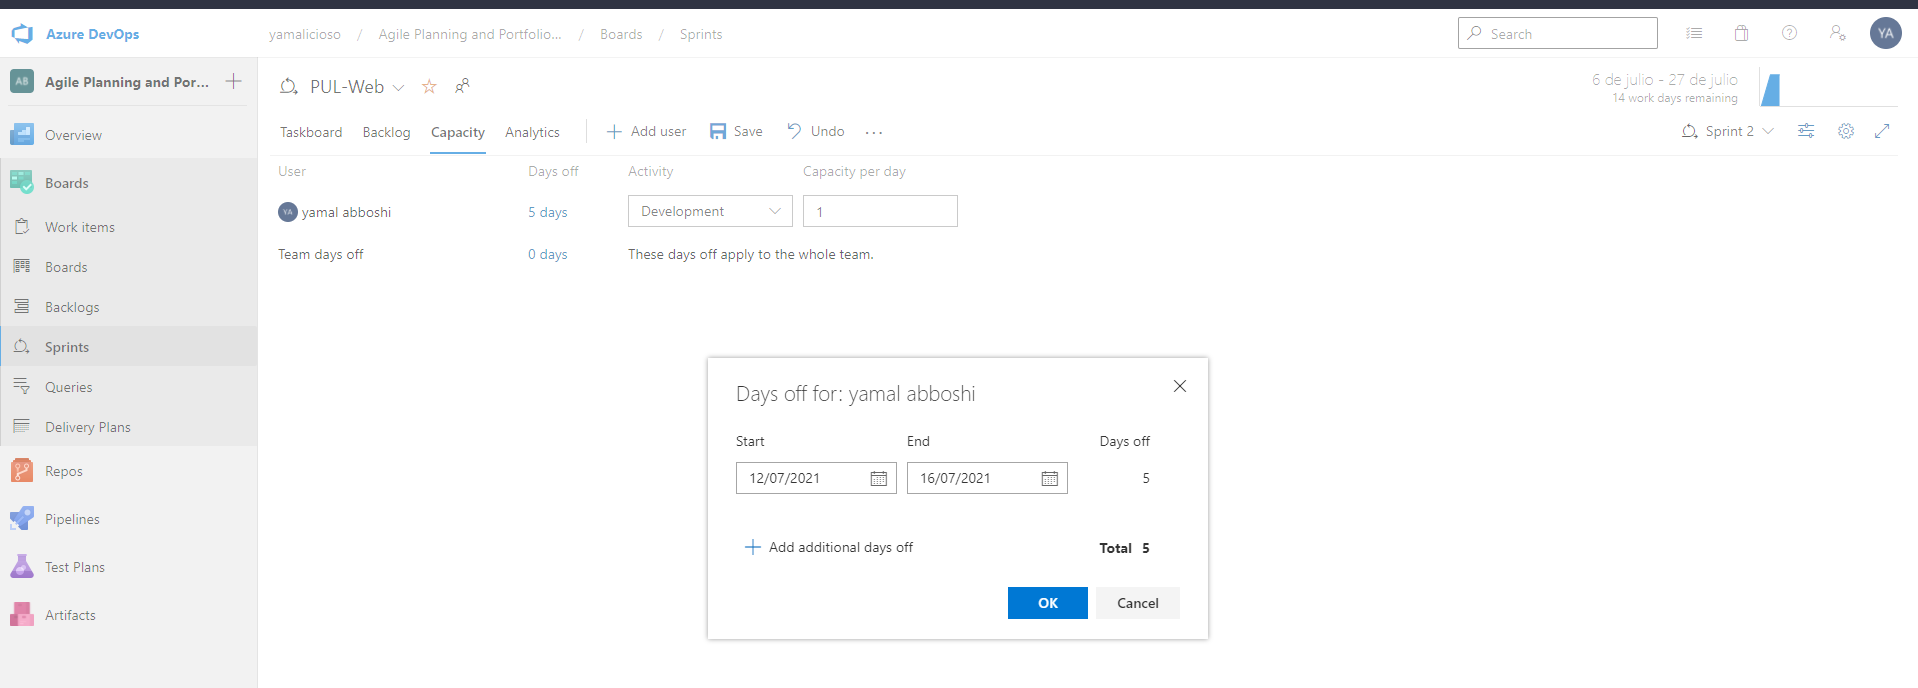 Azure DevOps
yamalicioso / Agile Planning and Portfolio... / Boards / Sprints
Search
YA
AB Agile Planning and Por...
PUL-Web
6 de julio - 27 de julio
14 work days remaining
Overview
Taskboard Backlog Capacity Analytics
Add user Save Undo ...
Sprint 2
Boards
User Days off Activity Capacity per day
YA yamal abboshi 5 days Development 1
Work items
Team days off 0 days These days off apply to the whole team.
Boards
Backlogs
Sprints
Queries
Delivery Plans
Repos
Pipelines
Test Plans
Artifacts
Days off for: yamal abboshi
Start End Days off
12/07/2021 16/07/2021 5
Add additional days off Total 5
OK Cancel